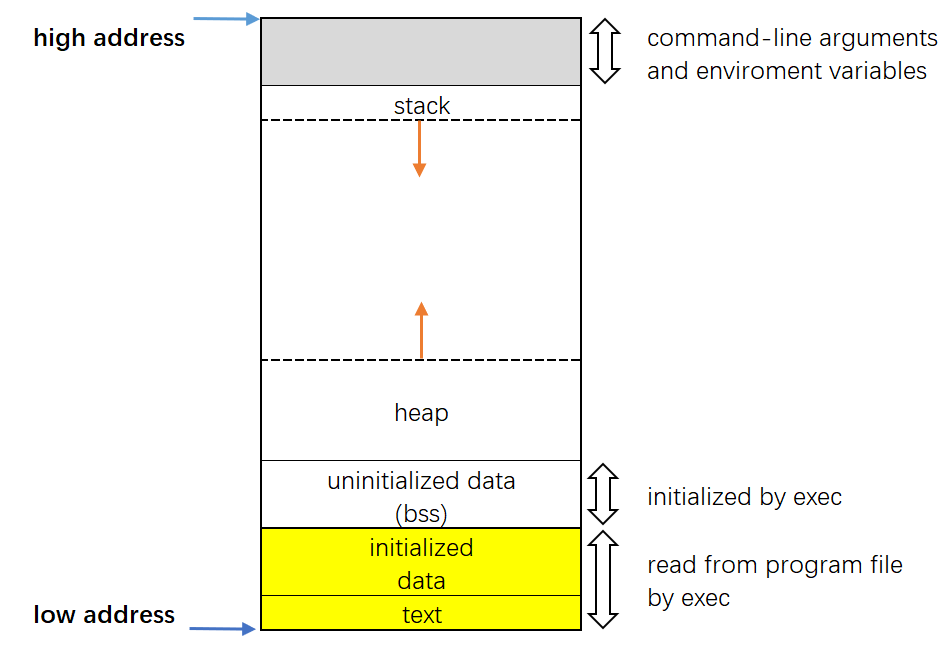 high address
command-line arguments
and enviroment variables
stack
heap
uninitialized data
(bss)
initialized by exec
initialized
data
read from program file
by exec
low address
text